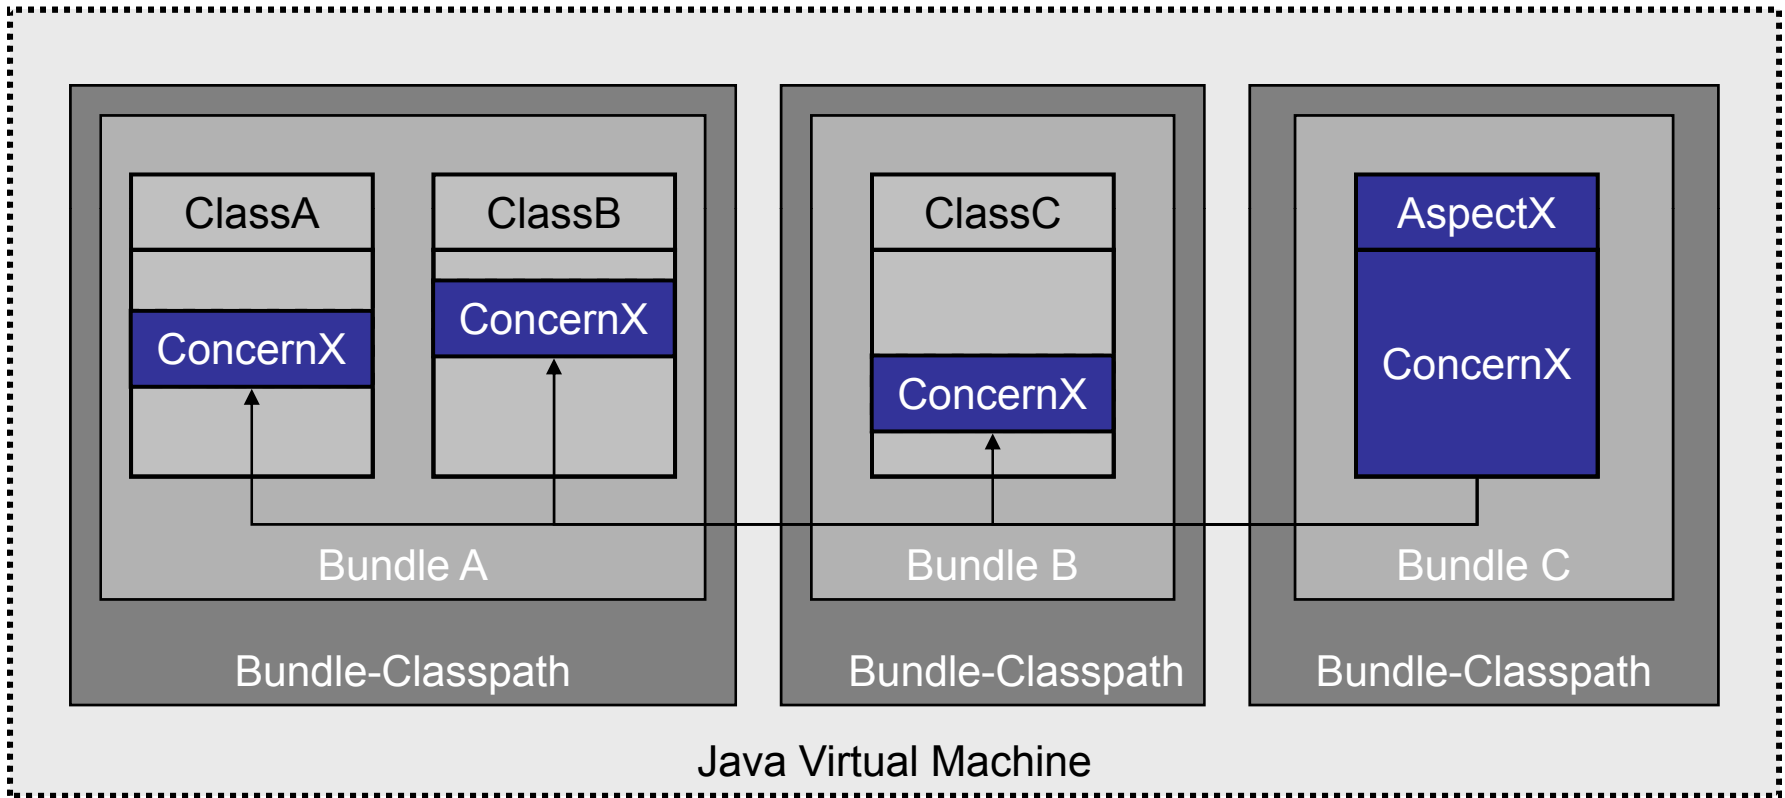 ClassA
ClassB
ClassC
AspectX
ConcernX
ConcernX
ConcernX
ConcernX
Bundle A
Bundle B
Bundle C
Bundle-Classpath
Bundle-Classpath
Bundle-Classpath
Java Virtual Machine